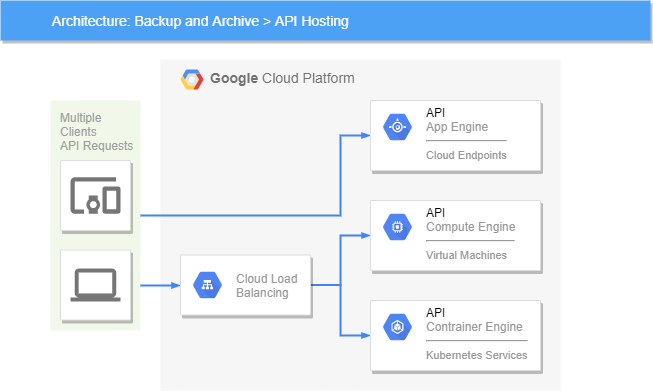 Architecture: Backup and Archive > API Hosting
Google Cloud Platform
Multiple
Clients
API Requests
API
App Engine
Cloud Endpoints
API
Compute Engine
Virtual Machines
Cloud Load
Balancing
API
Contrainer Engine
Kubernetes Services